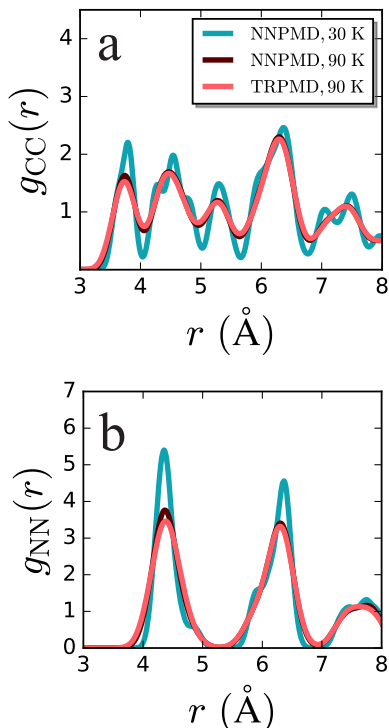 a
NNPMD, 30 K
NNPMD, 90 K
TRPMD, 90 K
g_CC(r)
4
3
2
1
3 4 5 6 7 8
r (Å)
b
g_NN(r)
7
6
5
4
3
2
1
0
3 4 5 6 7 8
r (Å)